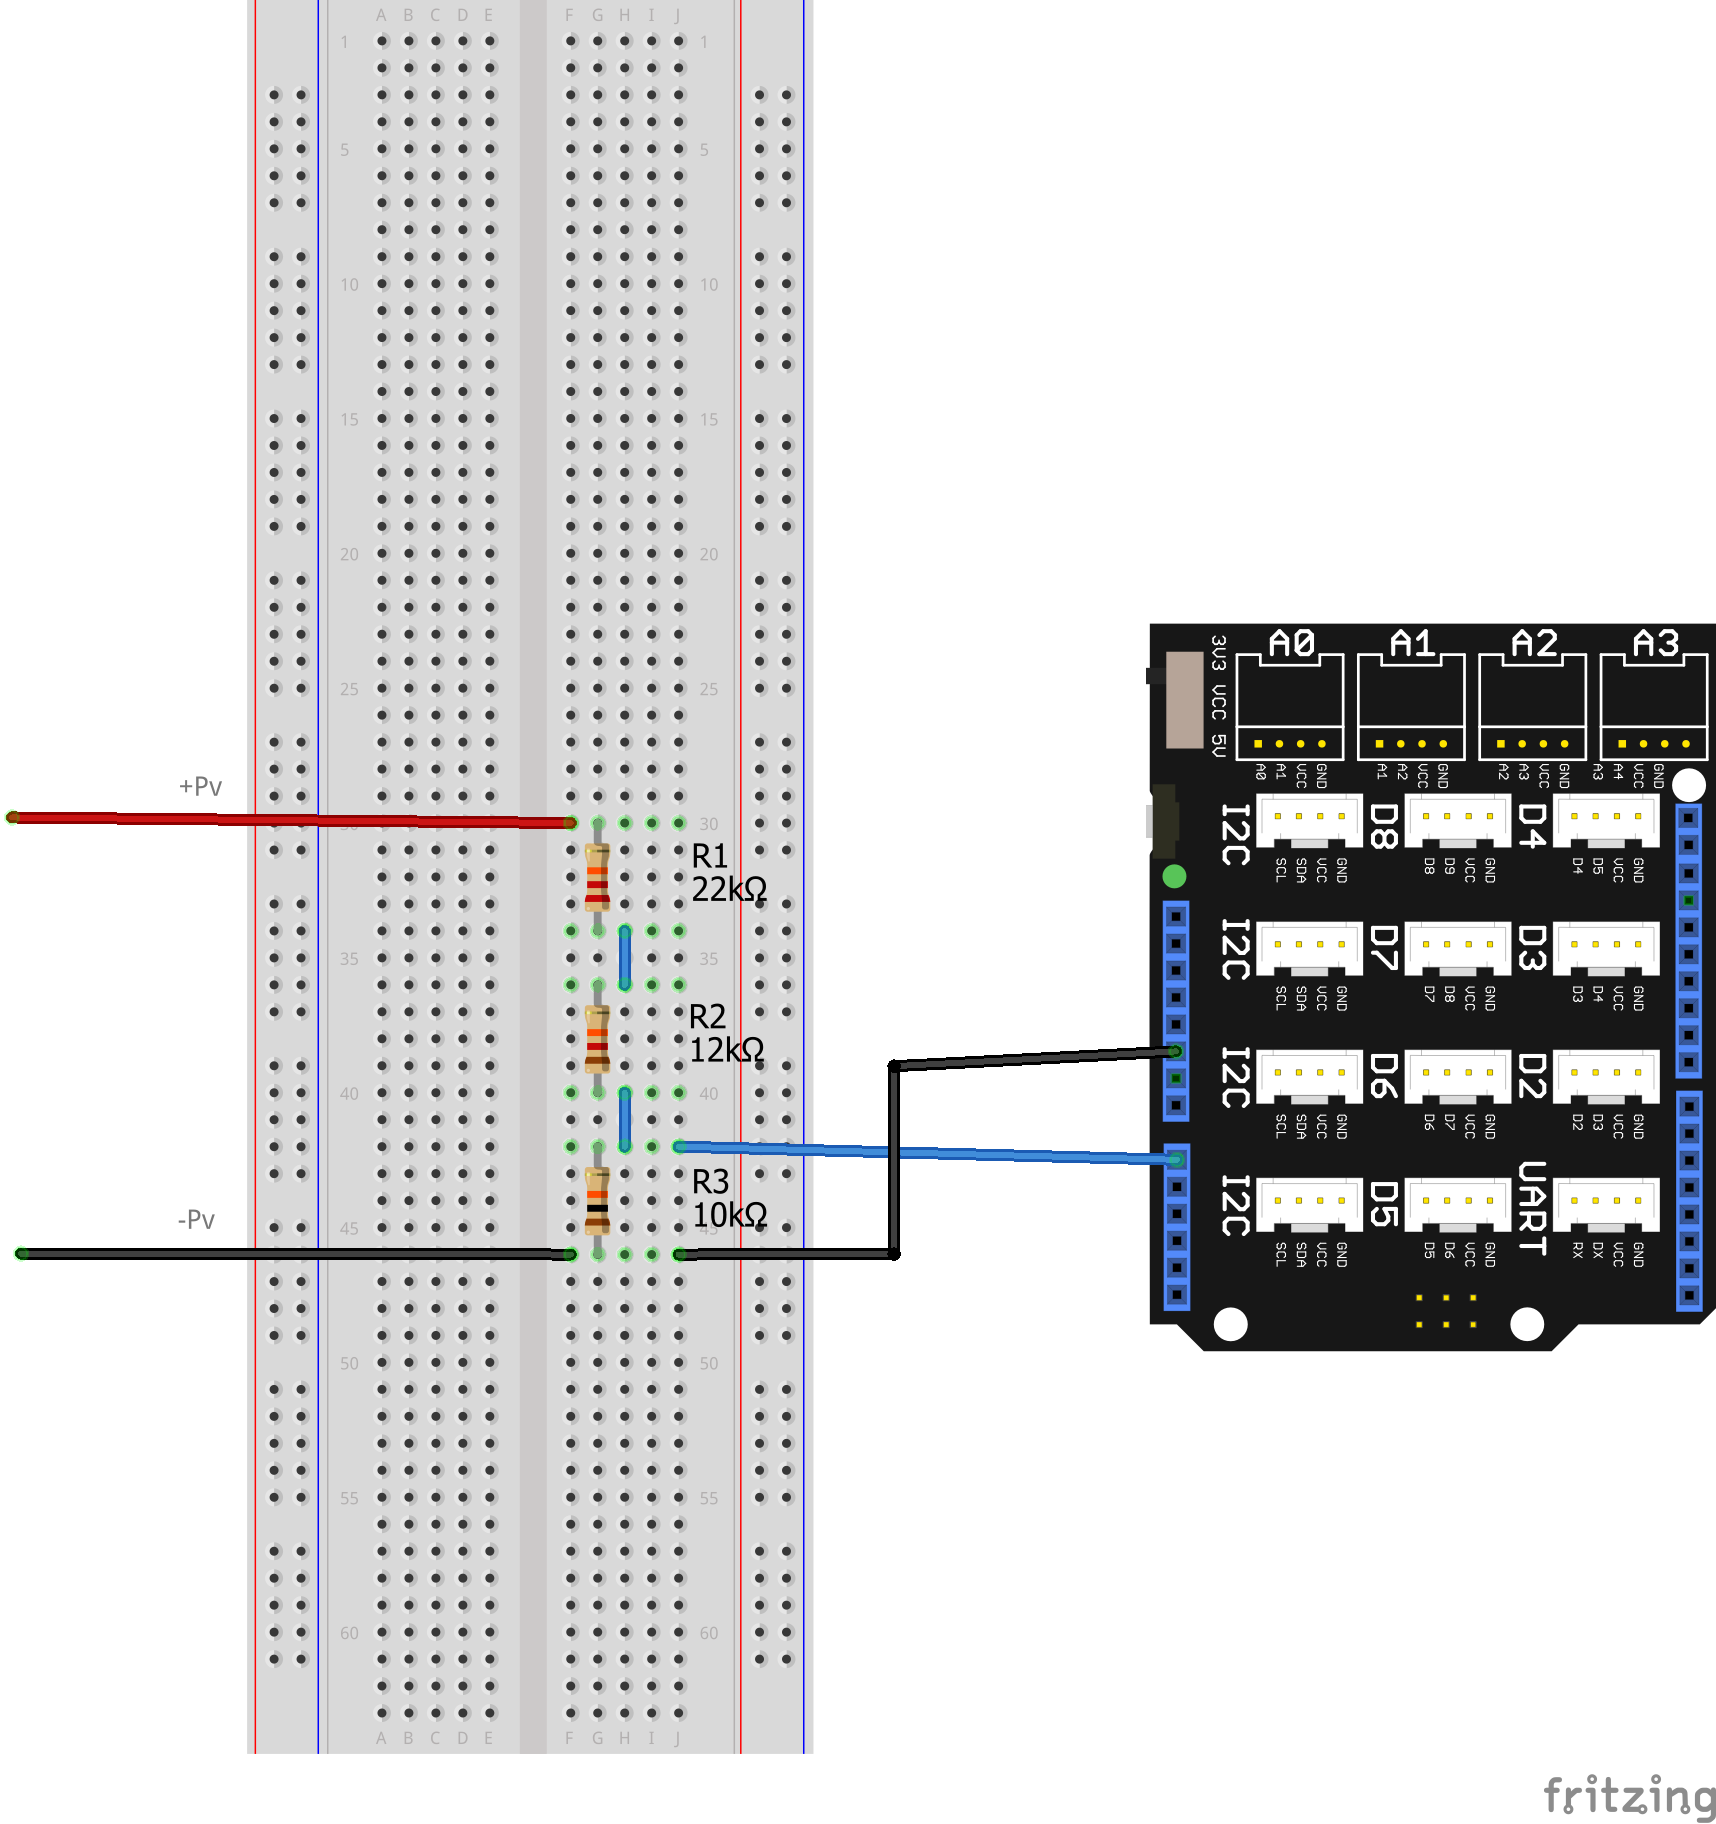 A B C D E F G H I J
1 1
5 5
10 10
15 15
20 20
25 25
+Pv
30 30
R1
22kΩ
35 35
R2
12kΩ
40 40
R3
10kΩ
-Pv
45 45
50 50
55 55
60 60
A B C D E F G H I J
3V3 VCC 5V
A0 A1 A2 A3
A0 A1 VCC GND A1 A2 VCC GND A2 A3 VCC GND A3 A4 VCC GND
I2C D8 D4
SCL SDA VCC GND D8 D9 VCC GND D4 D5 VCC GND
I2C D7 D3
SCL SDA VCC GND D7 D8 VCC GND D3 D4 VCC GND
I2C D6 D2
SCL SDA VCC GND D6 D7 VCC GND D2 D3 VCC GND
I2C D5 UART
SCL SDA VCC GND D5 D6 VCC GND RX DX VCC GND
fritzing